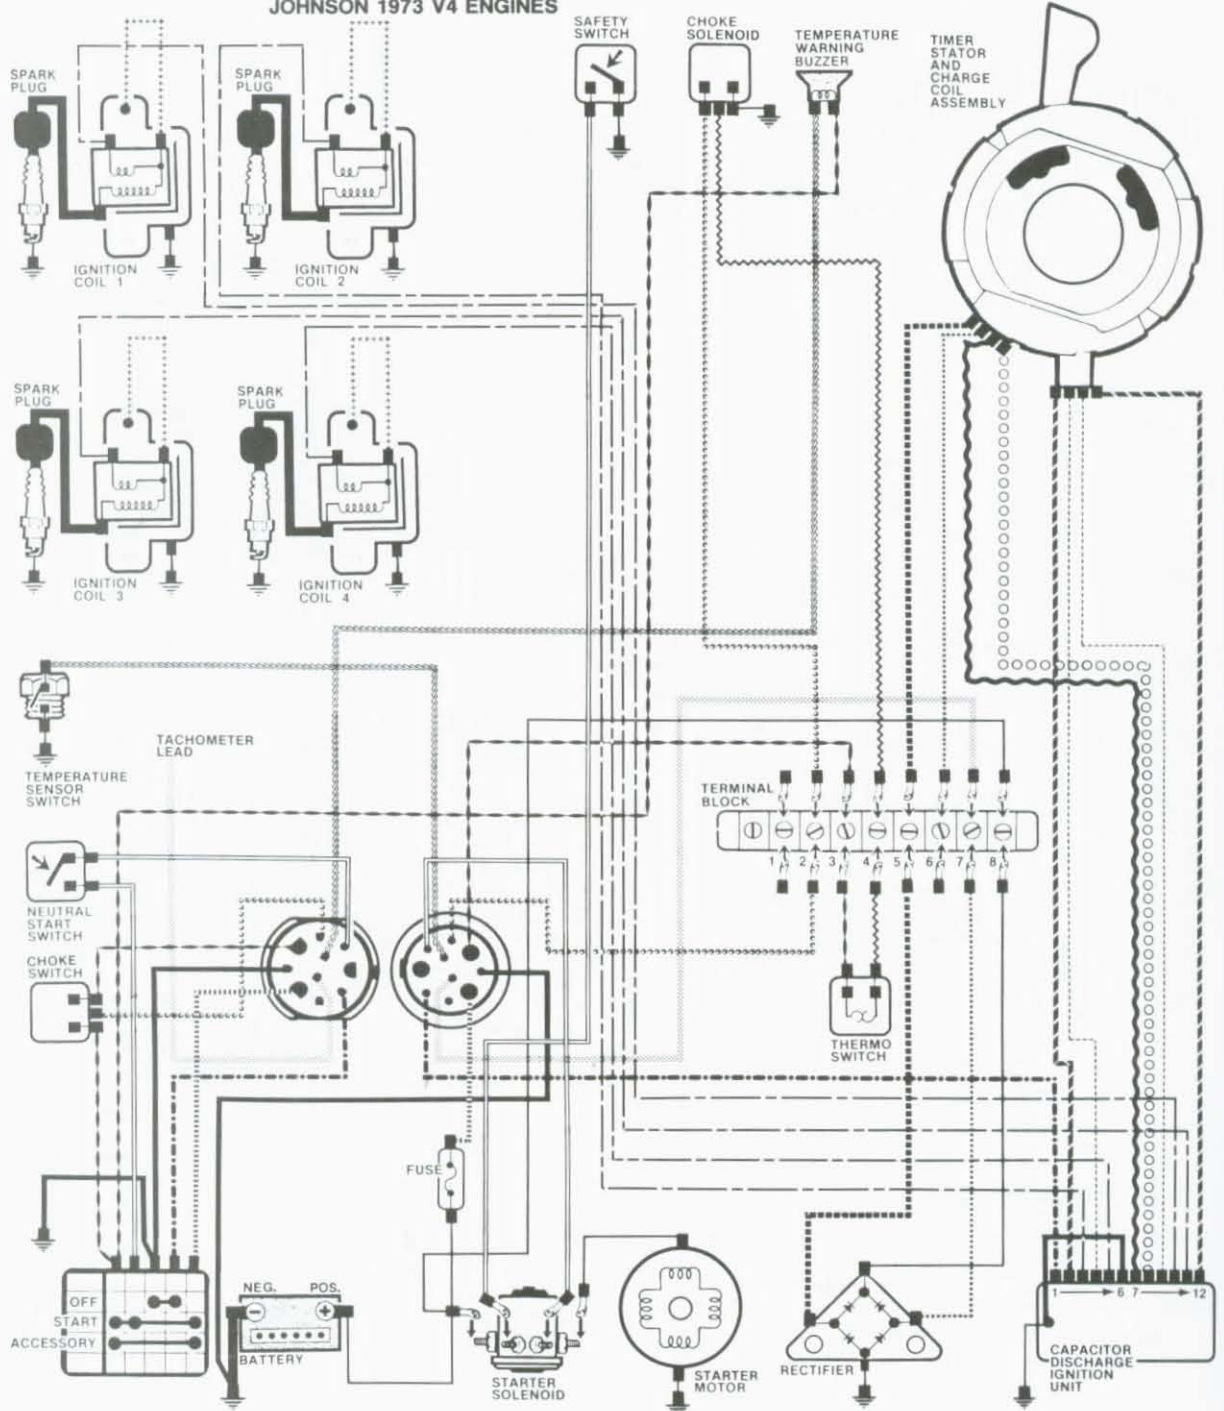 JOHNSON 1973 V4 ENGINES
SAFETY
SWITCH
CHOKE
SOLENOID
TEMPERATURE
WARNING
BUZZER
TIMER
STATOR
AND
CHARGE
COIL
ASSEMBLY
SPARK
PLUG
SPARK
PLUG
IGNITION
COIL 1
IGNITION
COIL 2
SPARK
PLUG
SPARK
PLUG
IGNITION
COIL 3
IGNITION
COIL 4
TACHOMETER
LEAD
TEMPERATURE
SENSOR
SWITCH
TERMINAL
BLOCK
1 2 3 4 5 6 7 8
NEUTRAL
START
SWITCH
CHOKE
SWITCH
THERMO
SWITCH
FUSE
OFF
START
ACCESSORY
NEG. POS.
BATTERY
STARTER
SOLENOID
STARTER
MOTOR
RECTIFIER
1 6 7 12
CAPACITOR
DISCHARGE
IGNITION
UNIT